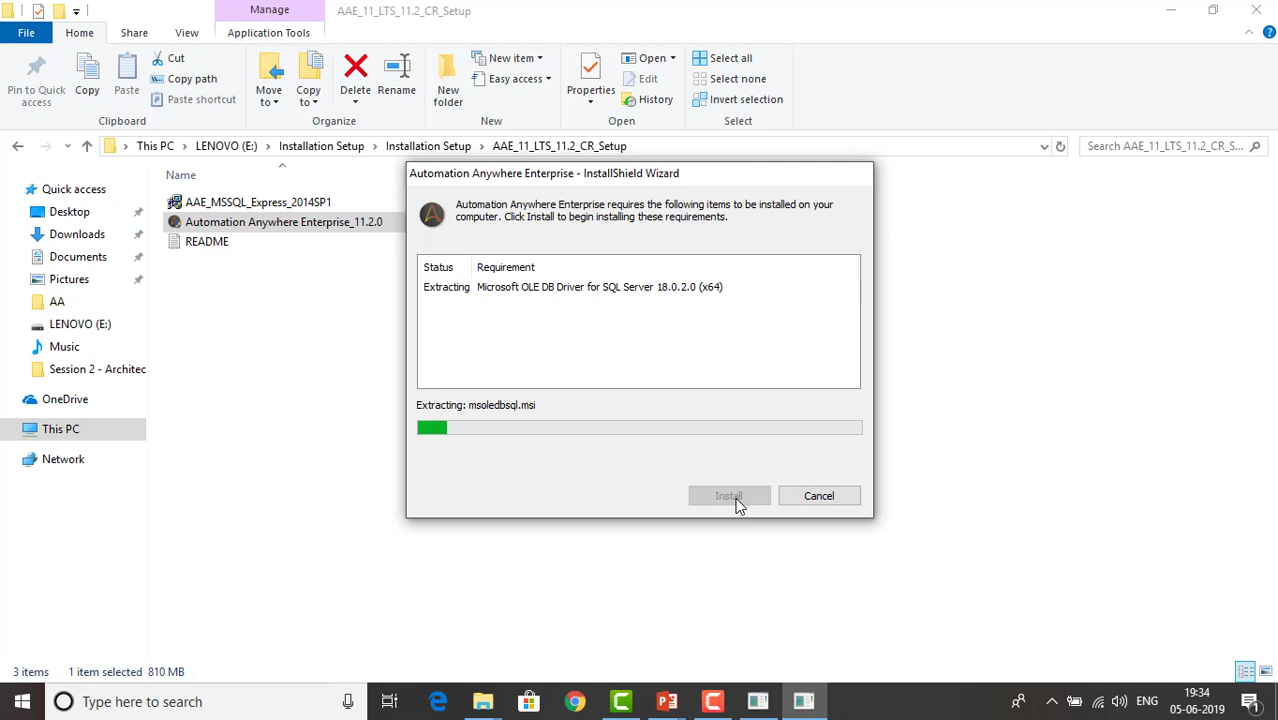 Manage
AAE_11_LTS_11.2_CR_Setup
File
Home
Share
View
Application Tools
Pin to Quick
access
Copy
Paste
Cut
Copy path
Paste shortcut
Clipboard
Move
to
Copy
to
Delete
Rename
Organize
New
folder
New item
Easy access
New
Properties
Open
Edit
History
Open
Select all
Select none
Invert selection
Select
This PC
LENOVO (E:)
Installation Setup
Installation Setup
AAE_11_LTS_11.2_CR_Setup
Search AAE_11_LTS_11.2_CR_S...
Quick access
Desktop
Downloads
Documents
Pictures
AA
LENOVO (E:)
Music
Session 2 - Architec
OneDrive
This PC
Network
Name
AAE_MSSQL_Express_2014SP1
Automation Anywhere Enterprise_11.2.0
README
Automation Anywhere Enterprise - InstallShield Wizard
Automation Anywhere Enterprise requires the following items to be installed on your
computer. Click Install to begin installing these requirements.
Status Requirement
Extracting Microsoft OLE DB Driver for SQL Server 18.0.2.0 (x64)
Extracting: msoledbsql.msi
Install
Cancel
3 items 1 item selected 810 MB
Type here to search
ENG
19:34
05-06-2019
1